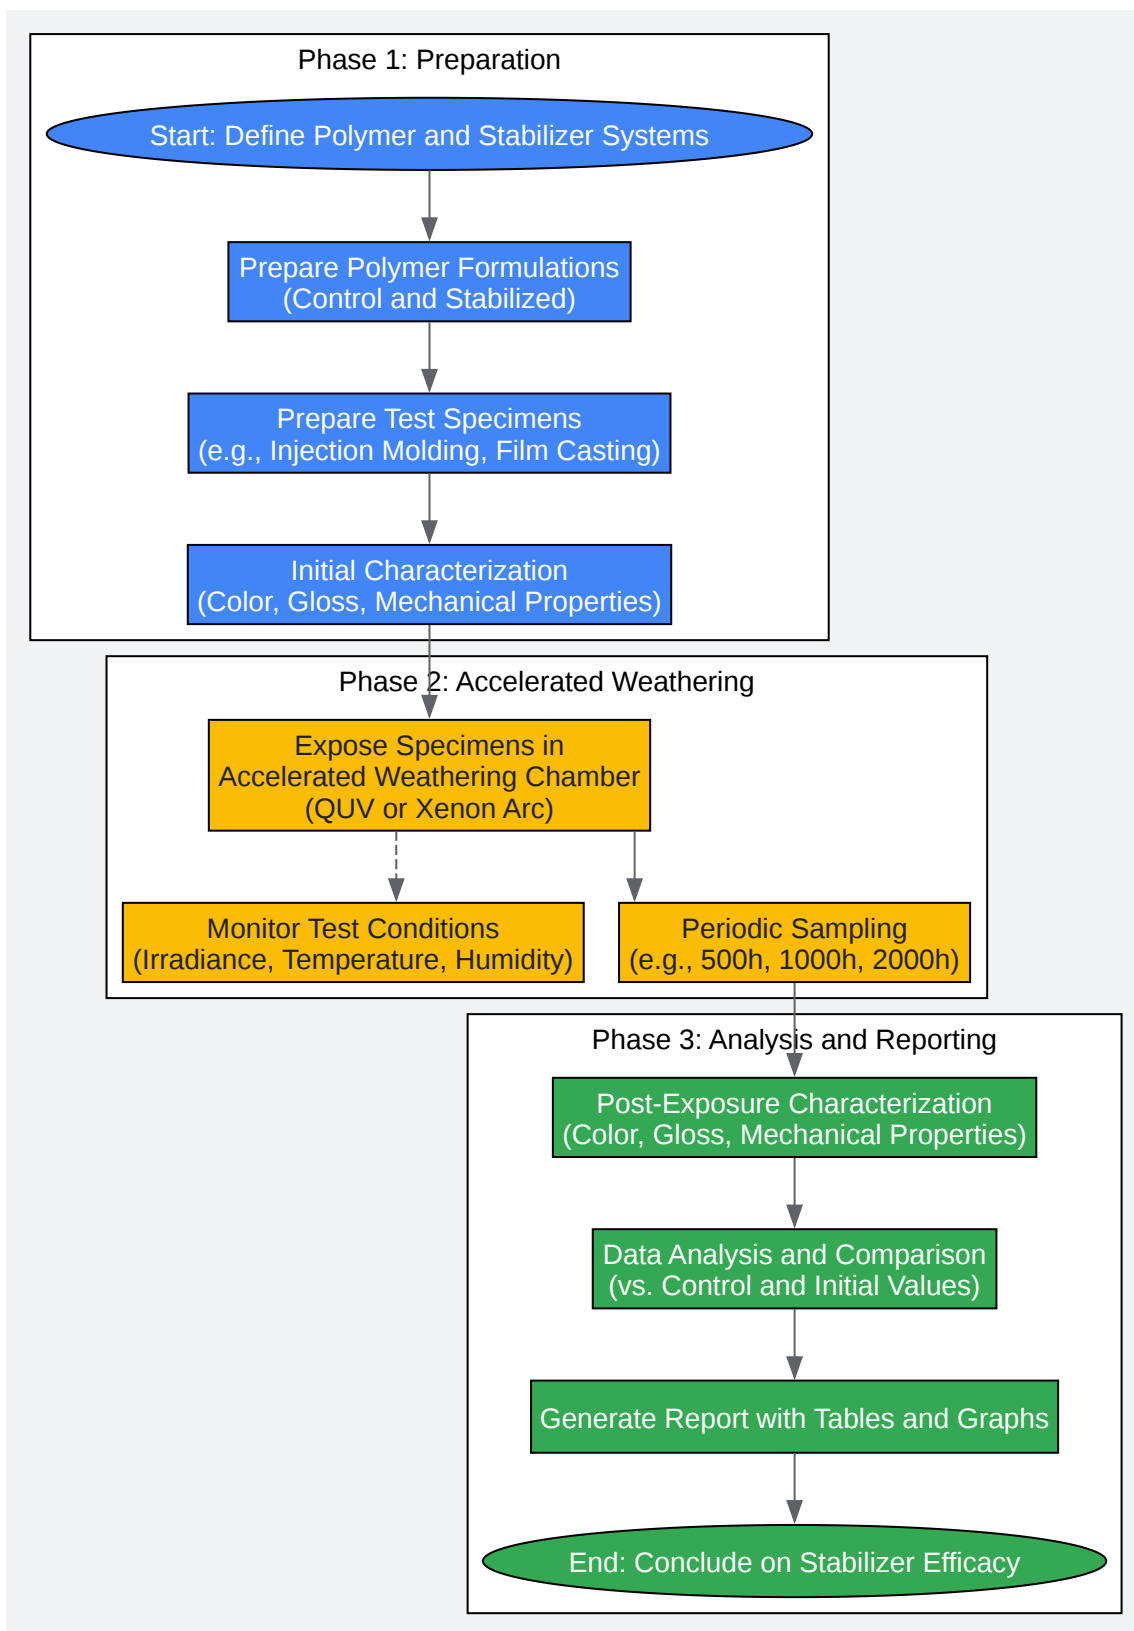 Phase 1: Preparation
Start: Define Polymer and Stabilizer Systems
Prepare Polymer Formulations
(Control and Stabilized)
Prepare Test Specimens
(e.g., Injection Molding, Film Casting)
Initial Characterization
(Color, Gloss, Mechanical Properties)
Phase 2: Accelerated Weathering
Expose Specimens in
Accelerated Weathering Chamber
(QUV or Xenon Arc)
Monitor Test Conditions
(Irradiance, Temperature, Humidity)
Periodic Sampling
(e.g., 500h, 1000h, 2000h)
Phase 3: Analysis and Reporting
Post-Exposure Characterization
(Color, Gloss, Mechanical Properties)
Data Analysis and Comparison
(vs. Control and Initial Values)
Generate Report with Tables and Graphs
End: Conclude on Stabilizer Efficacy